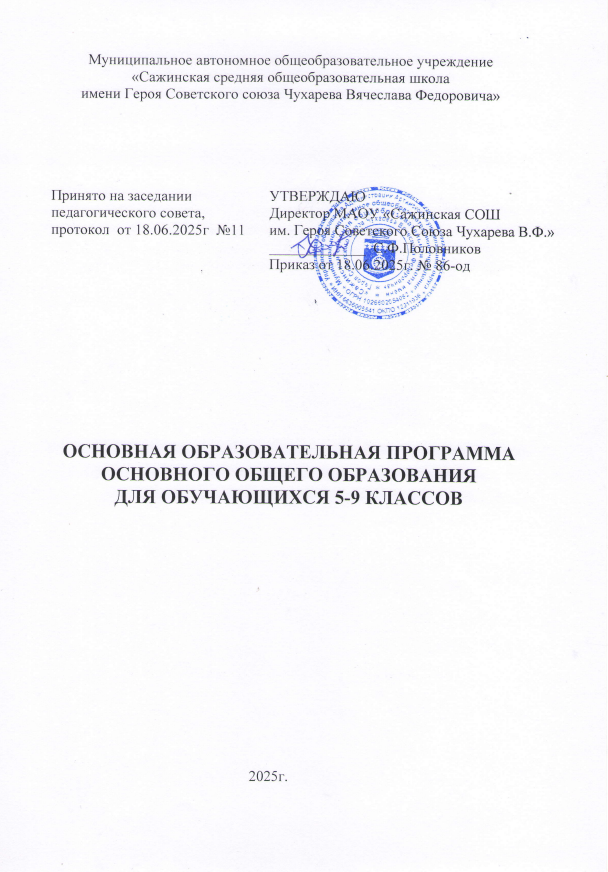 Муниципальное автономное общеобразовательное учреждение
«Сажинская средняя общеобразовательная школа
имени Героя Советского союза Чухарева Вячеслава Федоровича»
Принято на заседании
педагогического совета,
протокол от 18.06.2025г №11
УТВЕРЖДАЮ
Директор МАОУ «Сажинская СОШ
им. Героя Советского Союза Чухарева В.Ф.»
С.Ф.Половников
Приказ от 18.06.2025г. № 86-од
ОСНОВНАЯ ОБРАЗОВАТЕЛЬНАЯ ПРОГРАММА
ОСНОВНОГО ОБЩЕГО ОБРАЗОВАНИЯ
ДЛЯ ОБУЧАЮЩИХСЯ 5-9 КЛАССОВ
2025г.